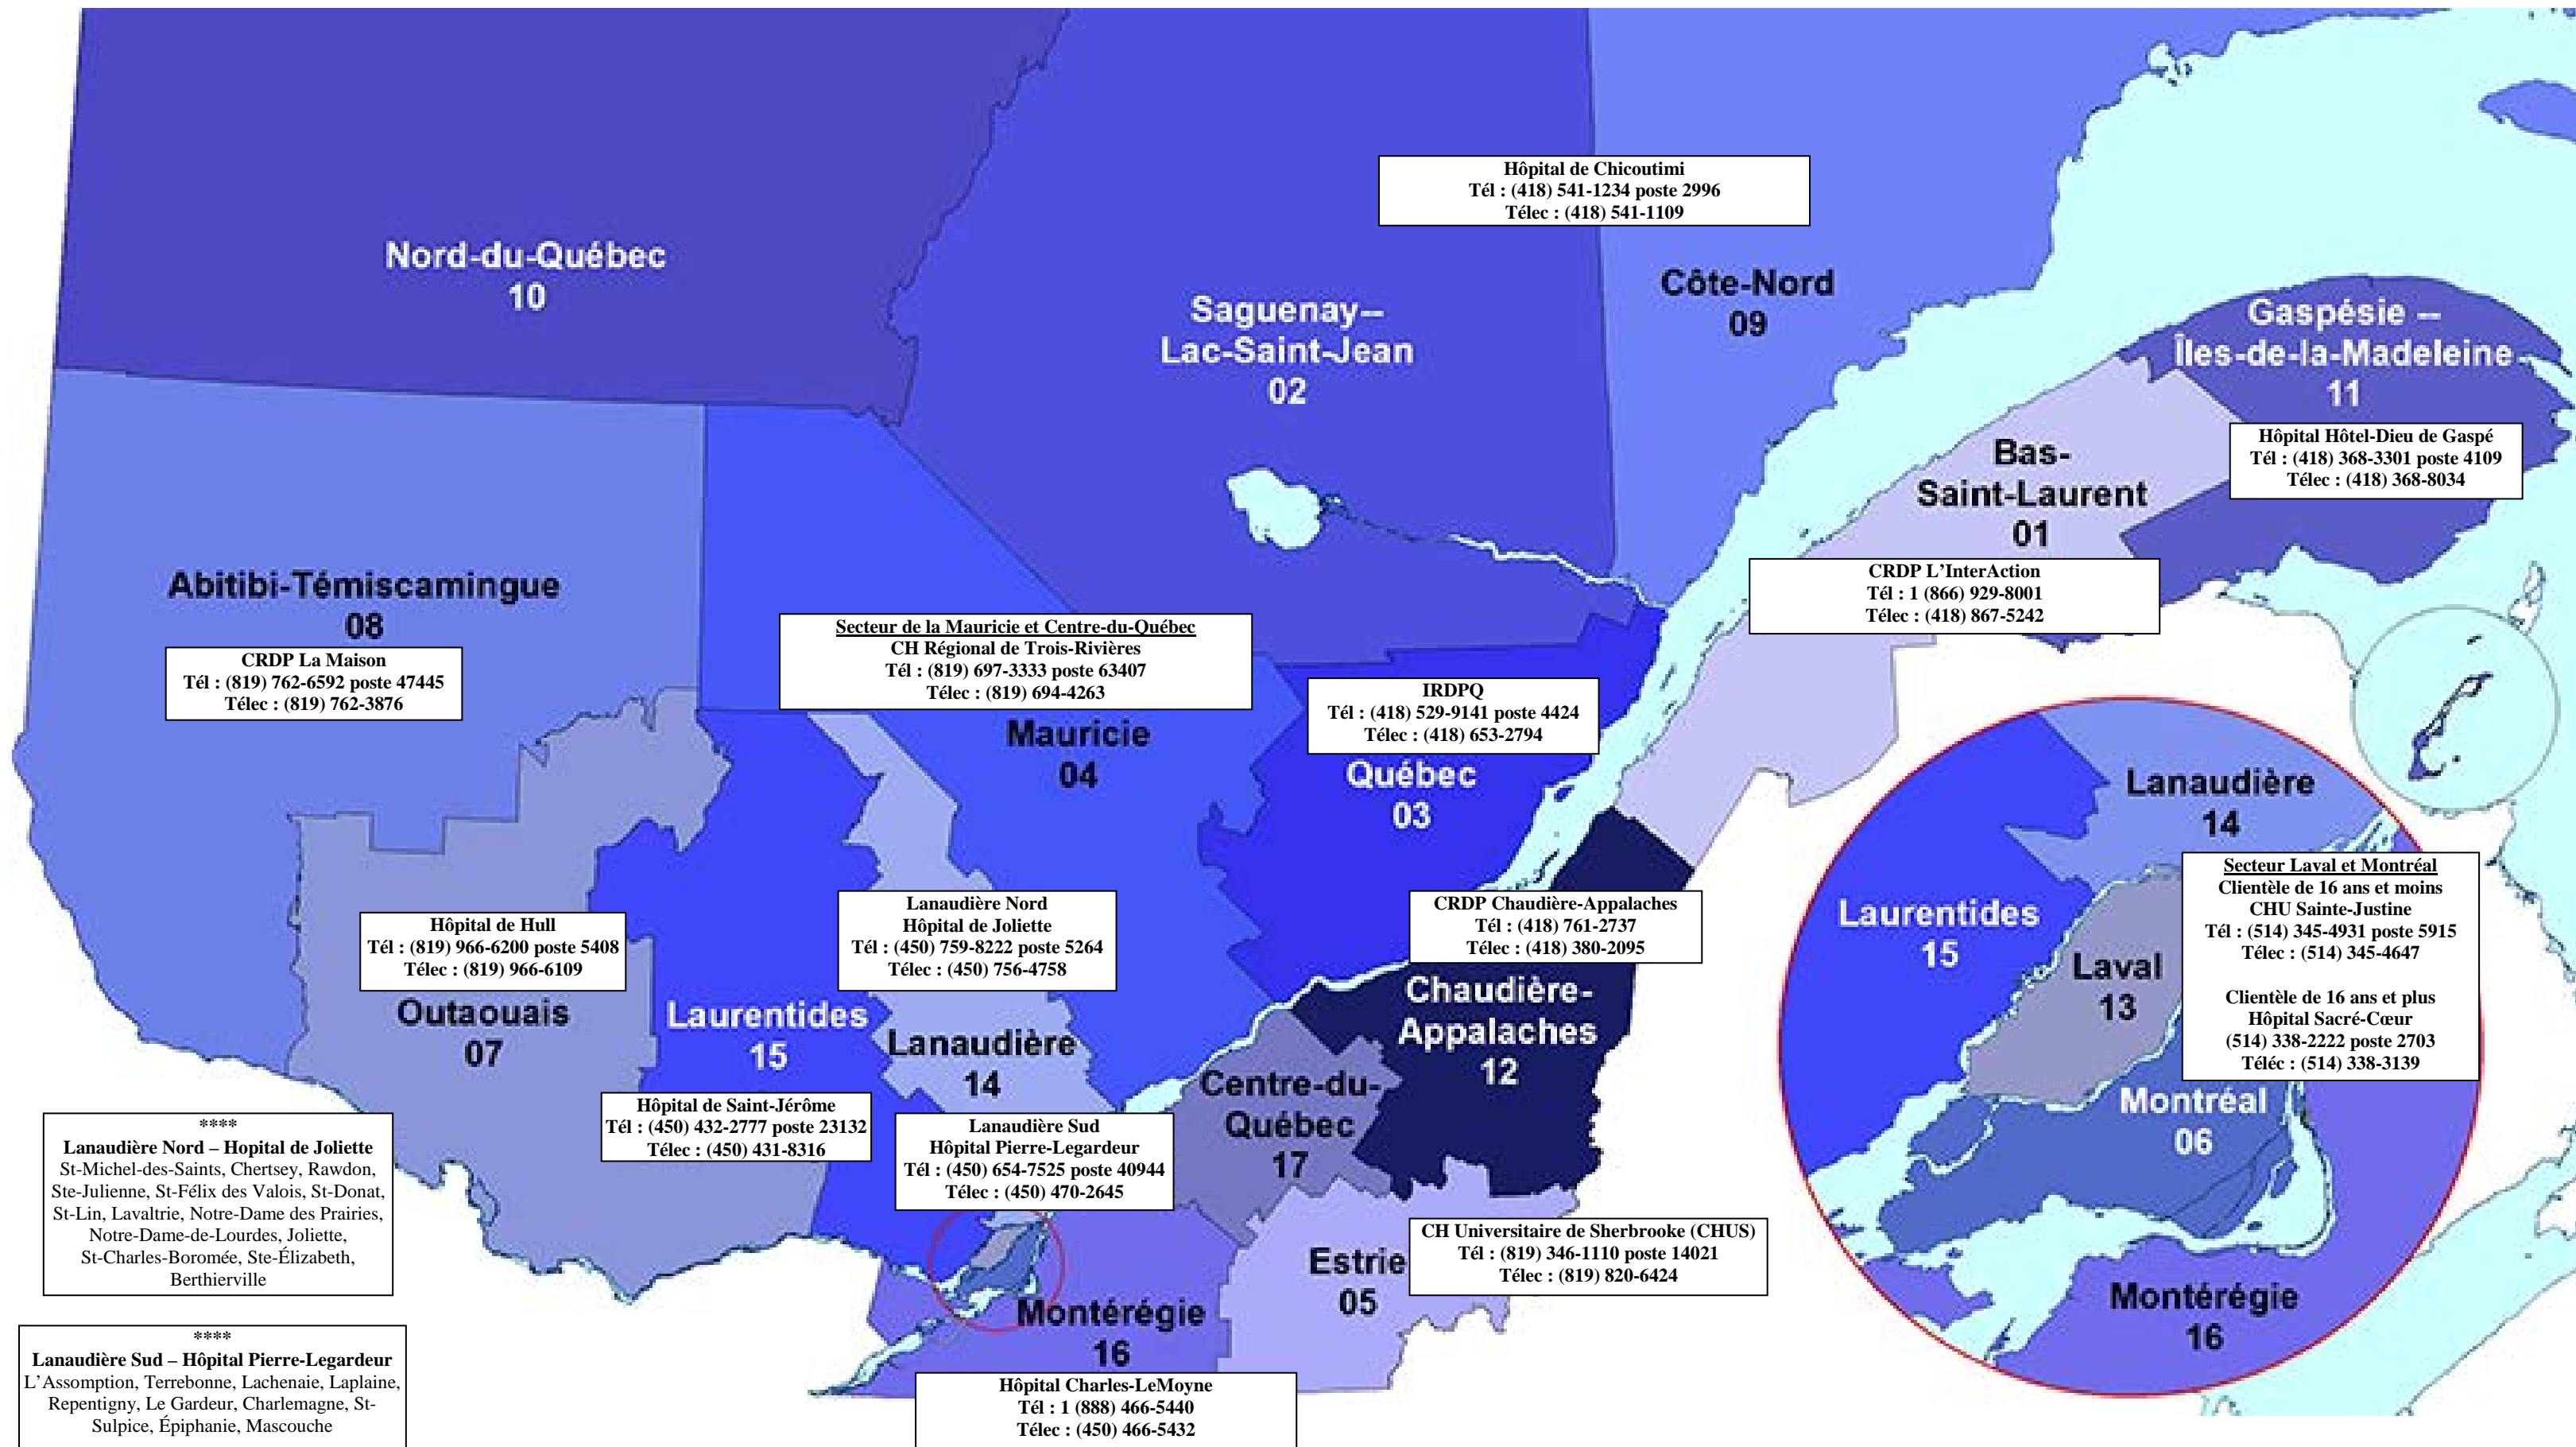 Hôpital de Chicoutimi
Tél : (418) 541-1234 poste 2996
Télec : (418) 541-1109
Nord-du-Québec
10
Saguenay--
Lac-Saint-Jean
02
Côte-Nord
09
Gaspésie --
Îles-de-la-Madeleine
11
Hôpital Hôtel-Dieu de Gaspé
Tél : (418) 368-3301 poste 4109
Télec : (418) 368-8034
Bas-
Saint-Laurent
01
CRDP L’InterAction
Tél : 1 (866) 929-8001
Télec : (418) 867-5242
Abitibi-Témiscamingue
08
CRDP La Maison
Tél : (819) 762-6592 poste 47445
Télec : (819) 762-3876
Secteur de la Mauricie et Centre-du-Québec
CH Régional de Trois-Rivières
Tél : (819) 697-3333 poste 63407
Télec : (819) 694-4263
Mauricie
04
IRDPQ
Tél : (418) 529-9141 poste 4424
Télec : (418) 653-2794
Québec
03
Hôpital de Hull
Tél : (819) 966-6200 poste 5408
Télec : (819) 966-6109
Outaouais
07
Laurentides
15
Hôpital de Saint-Jérôme
Tél : (450) 432-2777 poste 23132
Télec : (450) 431-8316
Lanaudière Nord
Hôpital de Joliette
Tél : (450) 759-8222 poste 5264
Télec : (450) 756-4758
Lanaudière
14
Lanaudière Sud
Hôpital Pierre-Legardeur
Tél : (450) 654-7525 poste 40944
Télec : (450) 470-2645
CRDP Chaudière-Appalaches
Tél : (418) 761-2737
Télec : (418) 380-2095
Chaudière-
Appalaches
12
Centre-du-
Québec
17
CH Universitaire de Sherbrooke (CHUS)
Tél : (819) 346-1110 poste 14021
Télec : (819) 820-6424
Estrie
05
Montérégie
16
Hôpital Charles-LeMoyne
Tél : 1 (888) 466-5440
Télec : (450) 466-5432
Lanaudière
14
Laurentides
15
Laval
13
Secteur Laval et Montréal
Clientèle de 16 ans et moins
CHU Sainte-Justine
Tél : (514) 345-4931 poste 5915
Télec : (514) 345-4647
Clientèle de 16 ans et plus
Hôpital Sacré-Cœur
(514) 338-2222 poste 2703
Téléc : (514) 338-3139
Montréal
06
Montérégie
16
****
Lanaudière Nord – Hopital de Joliette
St-Michel-des-Saints, Chertsey, Rawdon,
Ste-Julienne, St-Félix des Valois, St-Donat,
St-Lin, Lavaltrie, Notre-Dame des Prairies,
Notre-Dame-de-Lourdes, Joliette,
St-Charles-Boromée, Ste-Élizabeth,
Berthierville
****
Lanaudière Sud – Hôpital Pierre-Legardeur
L’Assomption, Terrebonne, Lachenaie, Laplaine,
Repentigny, Le Gardeur, Charlemagne, St-
Sulpice, Épiphanie, Mascouche